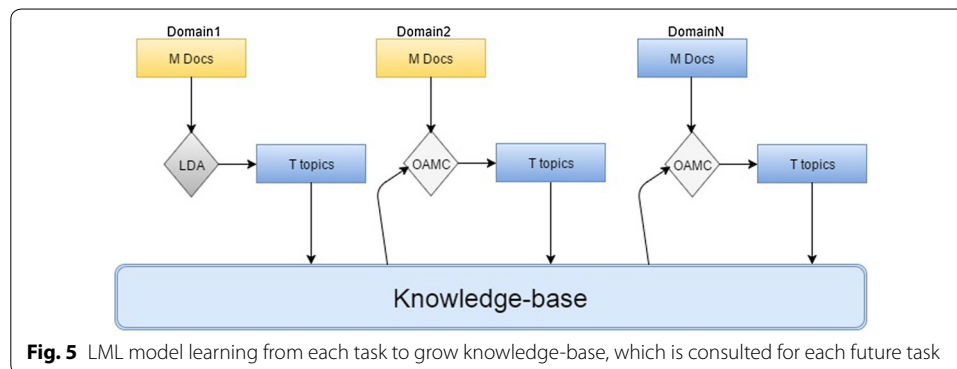 Domain1 Domain2 DomainN
M Docs M Docs M Docs
LDA T topics OAMC T topics OAMC T topics
Knowledge-base
Fig. 5 LML model learning from each task to grow knowledge-base, which is consulted for each future task